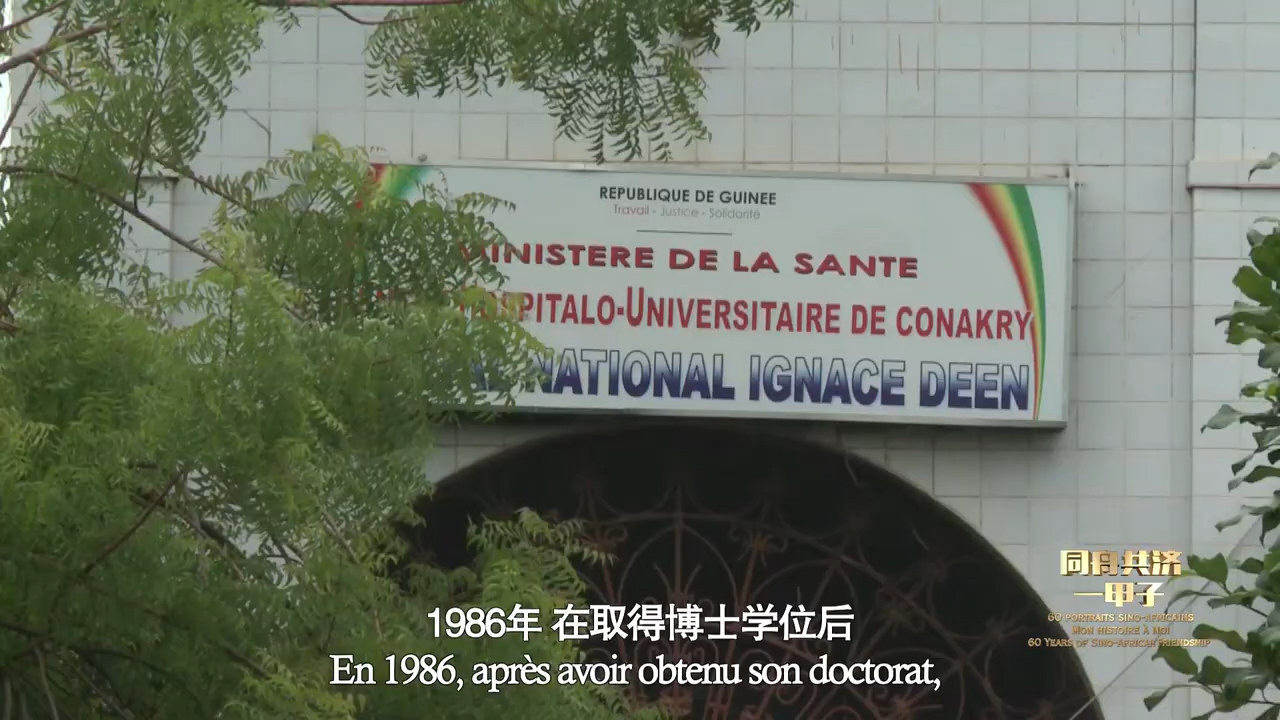 REPUBLIQUE DE GUINEE
Travail - Justice - Solidarité
MINISTERE DE LA SANTE
HOSPITALO-UNIVERSITAIRE DE CONAKRY
NATIONAL IGNACE DEEN
同舟共济
一甲子
60 PORTRAITS SINO-AFRICAINS
MON HISTOIRE À MOI
60 YEARS OF SINO-AFRICAN FRIENDSHIP
1986年 在取得博士学位后
En 1986, après avoir obtenu son doctorat,